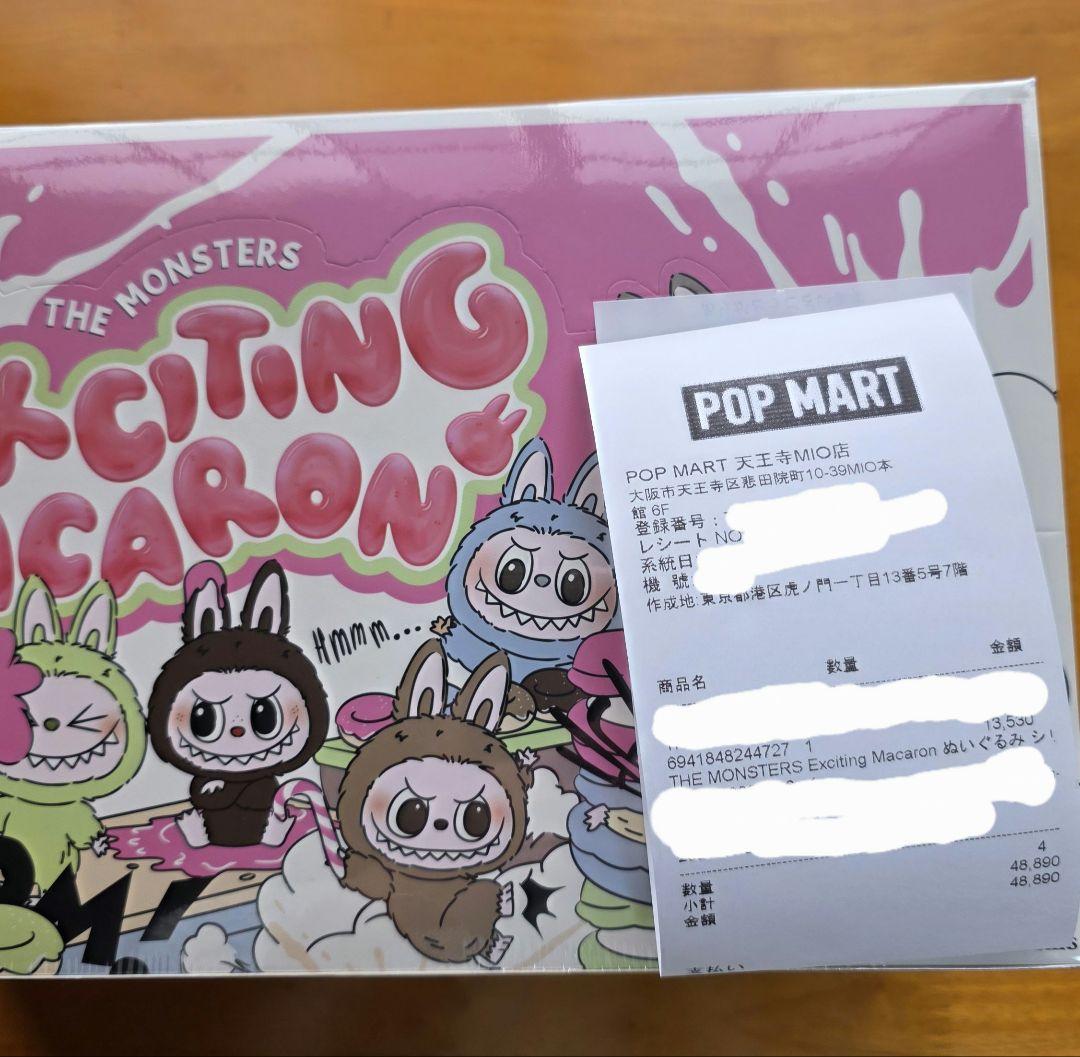 THE MONSTERS
XCITING
ACARON
Hmmm...
POP MART
POP MART 天王寺MIO店
大阪市天王寺区悲田院町10-39MIO本
館 6F
登録番号:
レシート NO
系統日
機 號
作成地:東京都港区虎ノ門一丁目13番5号7階
商品名 数量 金額
13,530
6941848244727 1
THE MONSTERS Exciting Macaron ぬいぐるみ シ
数量 4
小計 48,890
金額 48,890